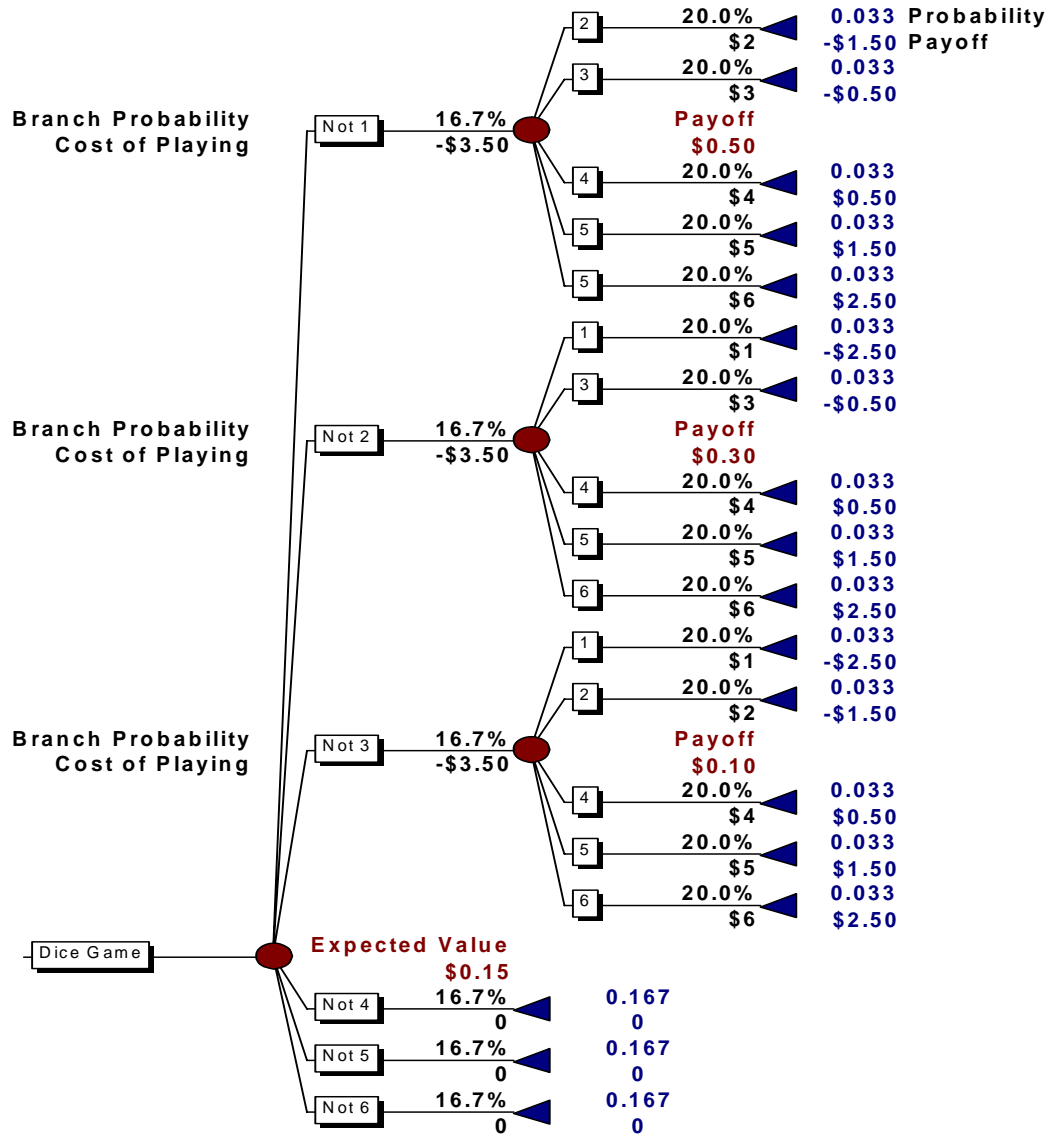 2 20.0% 0.033 Probability
$2 -$1.50 Payoff
3 20.0% 0.033
$3 -$0.50
Branch Probability Not 1 16.7% Payoff
Cost of Playing -$3.50 $0.50
4 20.0% 0.033
$4 $0.50
5 20.0% 0.033
$5 $1.50
5 20.0% 0.033
$6 $2.50
1 20.0% 0.033
$1 -$2.50
3 20.0% 0.033
$3 -$0.50
Branch Probability Not 2 16.7% Payoff
Cost of Playing -$3.50 $0.30
4 20.0% 0.033
$4 $0.50
5 20.0% 0.033
$5 $1.50
6 20.0% 0.033
$6 $2.50
1 20.0% 0.033
$1 -$2.50
2 20.0% 0.033
$2 -$1.50
Branch Probability Not 3 16.7% Payoff
Cost of Playing -$3.50 $0.10
4 20.0% 0.033
$4 $0.50
5 20.0% 0.033
$5 $1.50
6 20.0% 0.033
$6 $2.50
Dice Game Expected Value
$0.15
Not 4 16.7% 0.167
0 0
Not 5 16.7% 0.167
0 0
Not 6 16.7% 0.167
0 0